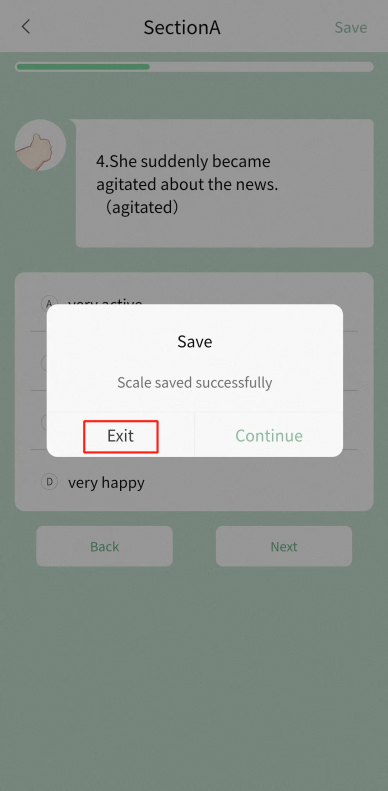 SectionA
Save
4.She suddenly became
agitated about the news.
（agitated）
A very active
Save
Scale saved successfully
Exit
Continue
D very happy
Back
Next